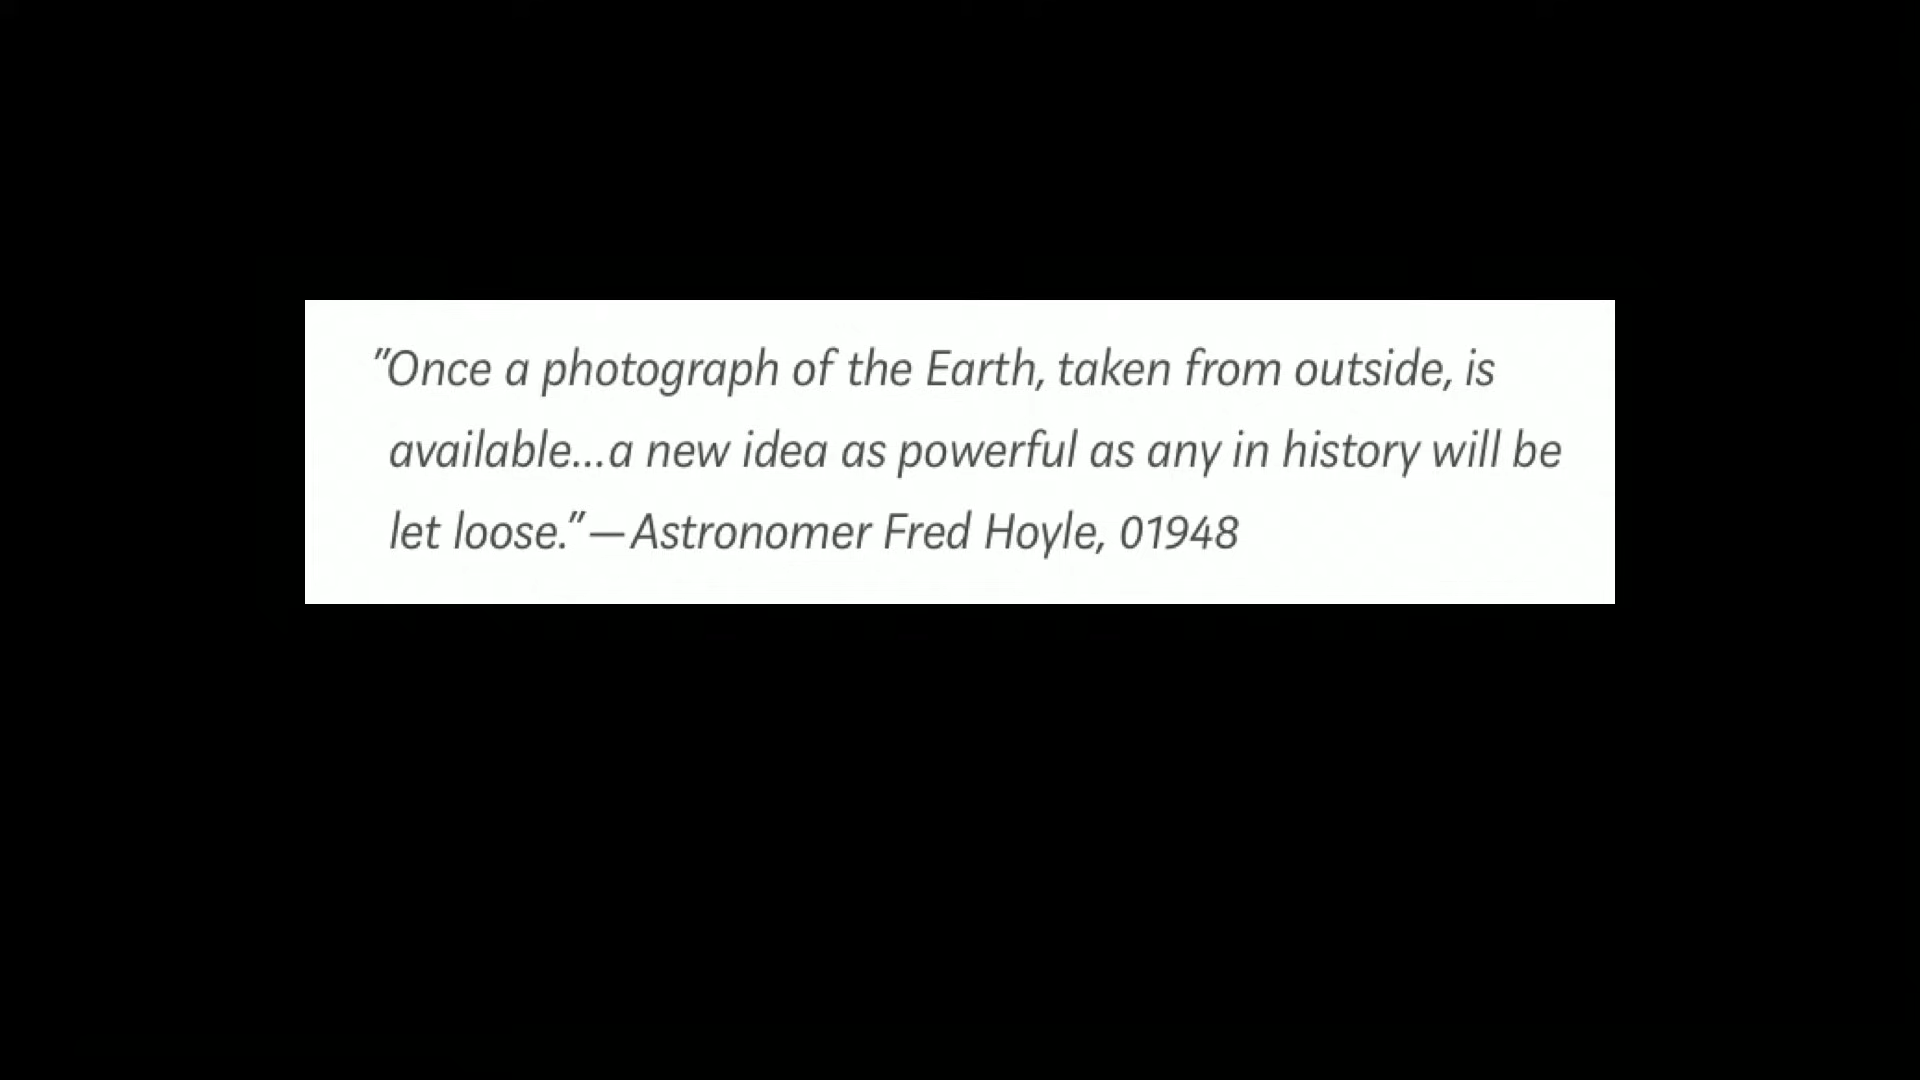 "Once a photograph of the Earth, taken from outside, is
available...a new idea as powerful as any in history will be
let loose."—Astronomer Fred Hoyle, 01948